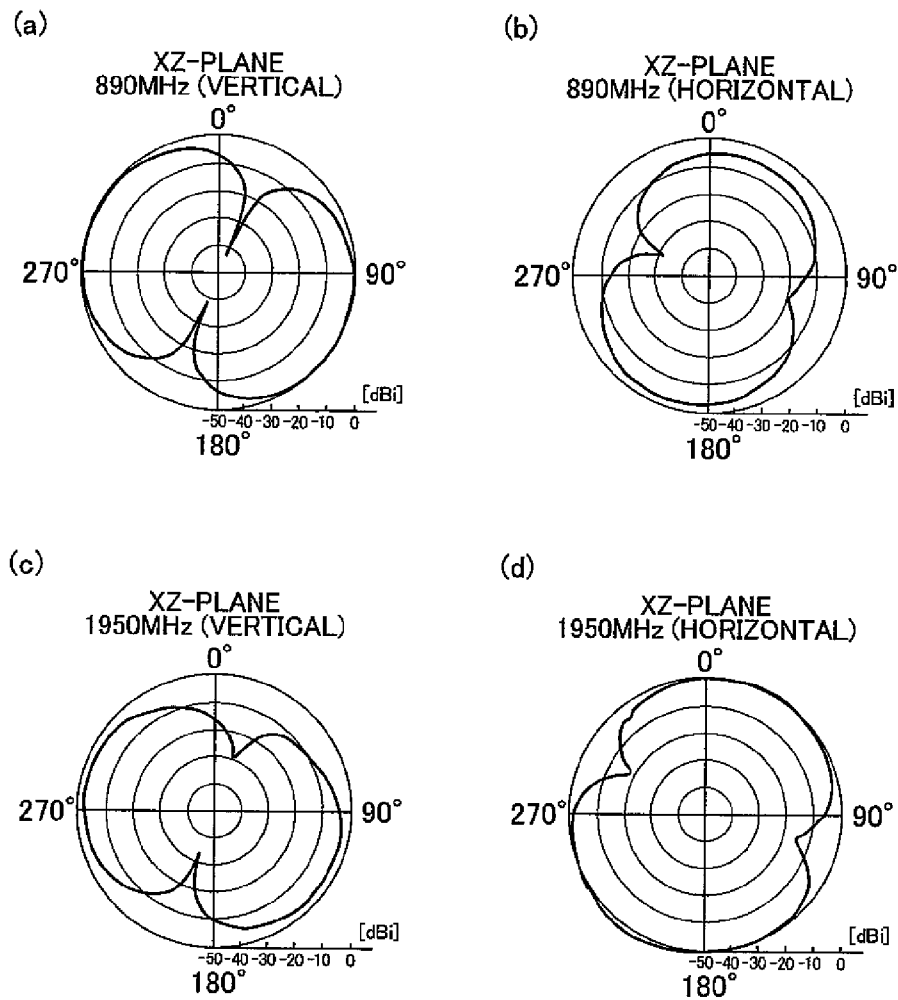 (a)
XZ-PLANE
890MHz (VERTICAL)
0°
270°
90°
[dBi]
-50 -40 -30 -20 -10 0
180°
(b)
XZ-PLANE
890MHz (HORIZONTAL)
0°
270°
90°
[dBi]
-50 -40 -30 -20 -10 0
180°
(c)
XZ-PLANE
1950MHz (VERTICAL)
0°
270°
90°
[dBi]
-50 -40 -30 -20 -10 0
180°
(d)
XZ-PLANE
1950MHz (HORIZONTAL)
0°
270°
90°
[dBi]
-50 -40 -30 -20 -10 0
180°